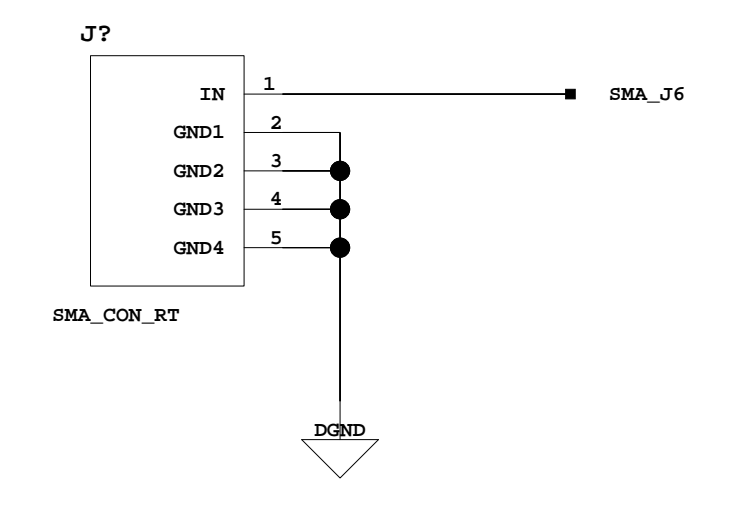 J?
IN 1 SMA_J6
GND1 2
GND2 3
GND3 4
GND4 5
SMA_CON_RT
DGND